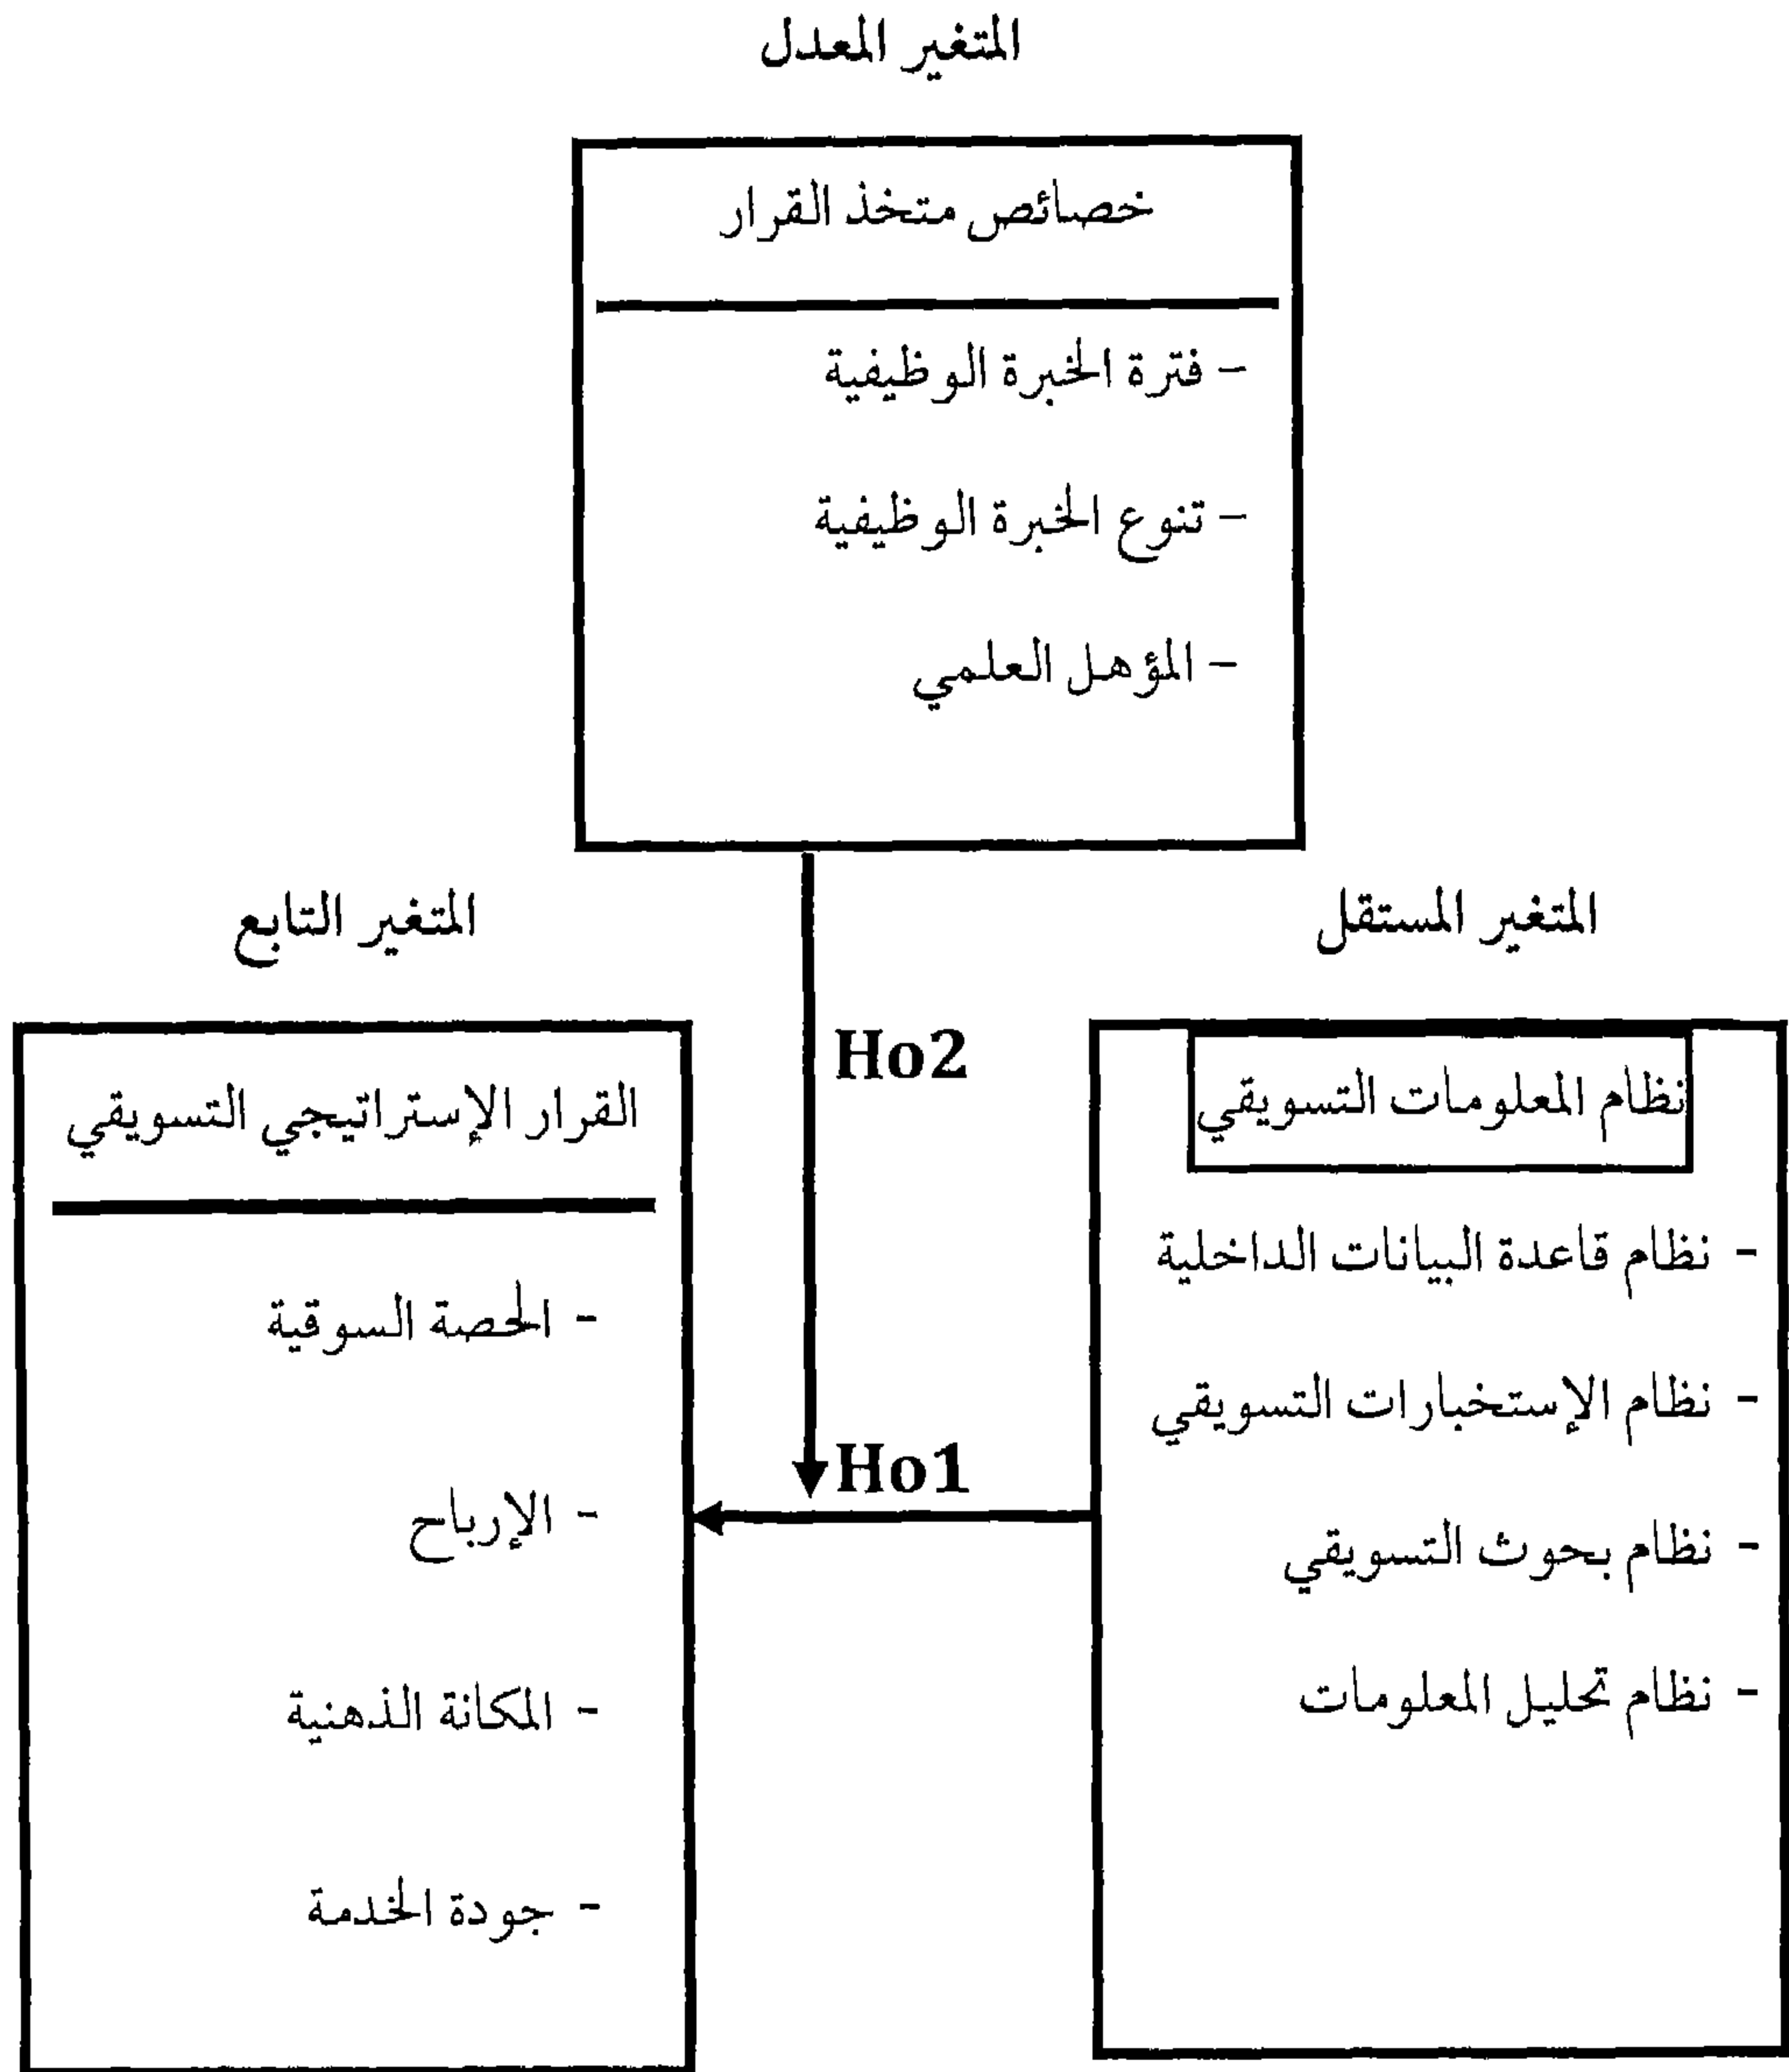 المتغير المعدل
خصائص متخذ القرار
- فترة الخبرة الوظيفية
- تنوع الخبرة الوظيفية
- المؤهل العلمي
المتغير المستقل
المتغير التابع
نظام المعلومات التسويقي
- نظام قاعدة البيانات الداخلية
- نظام الإستخبارات التسويقي
- نظام بحوث التسويقي
- نظام تحليل المعلومات
Ho2
Ho1
القرار الإستراتيجي التسويقي
- الحصة السوقية
- الإرباح
- المكانة الذهنية
- جودة الخدمة